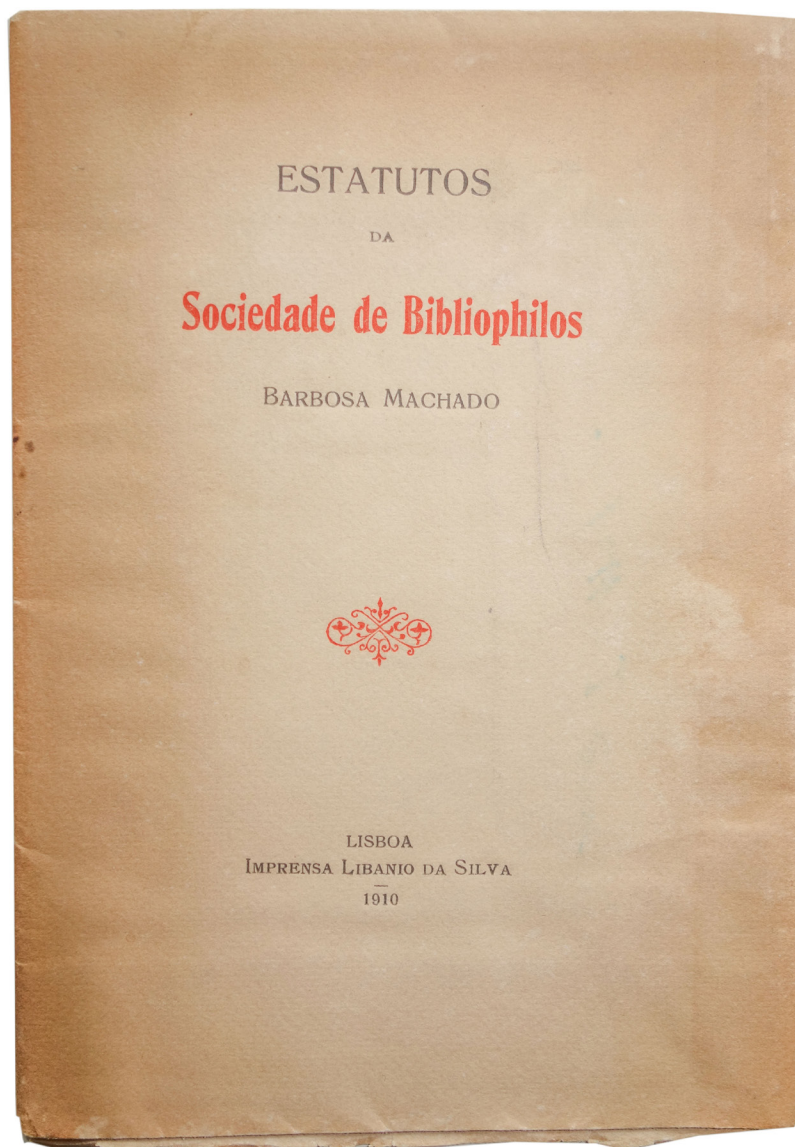 ESTATUTOS
DA
Sociedade de Bibliophilos
BARBOSA MACHADO
LISBOA
IMPRENSA LIBANIO DA SILVA
1910